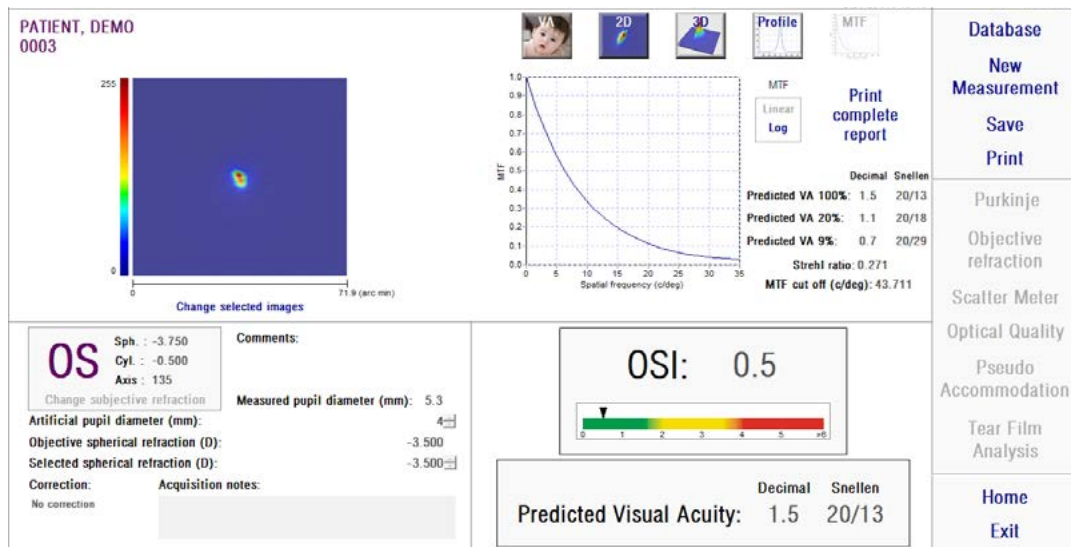 PATIENT, DEMO
0003
VA
2D
3D
Profile
MTF
255
0
0
71.9 (arc min)
Change selected images
1.0
0.9
0.8
0.7
0.6
0.5
0.4
0.3
0.2
0.1
0.0
MTF
0 5 10 15 20 25 30 35
Spatial frequency (c/deg)
MTF
Linear
Log
Print
complete
report
Decimal Snellen
Predicted VA 100%: 1.5 20/13
Predicted VA 20%: 1.1 20/18
Predicted VA 9%: 0.7 20/29
Strehl ratio: 0.271
MTF cut off (c/deg): 43.711
OS
Sph. : -3.750
Cyl. : -0.500
Axis : 135
Change subjective refraction
Comments:
Measured pupil diameter (mm): 5.3
Artificial pupil diameter (mm): 4
Objective spherical refraction (D): -3.500
Selected spherical refraction (D): -3.500
Correction: Acquisition notes:
No correction
OSI: 0.5
0 1 2 3 4 5 >6
Decimal Snellen
Predicted Visual Acuity: 1.5 20/13
Database
New
Measurement
Save
Print
Purkinje
Objective
refraction
Scatter Meter
Optical Quality
Pseudo
Accommodation
Tear Film
Analysis
Home
Exit